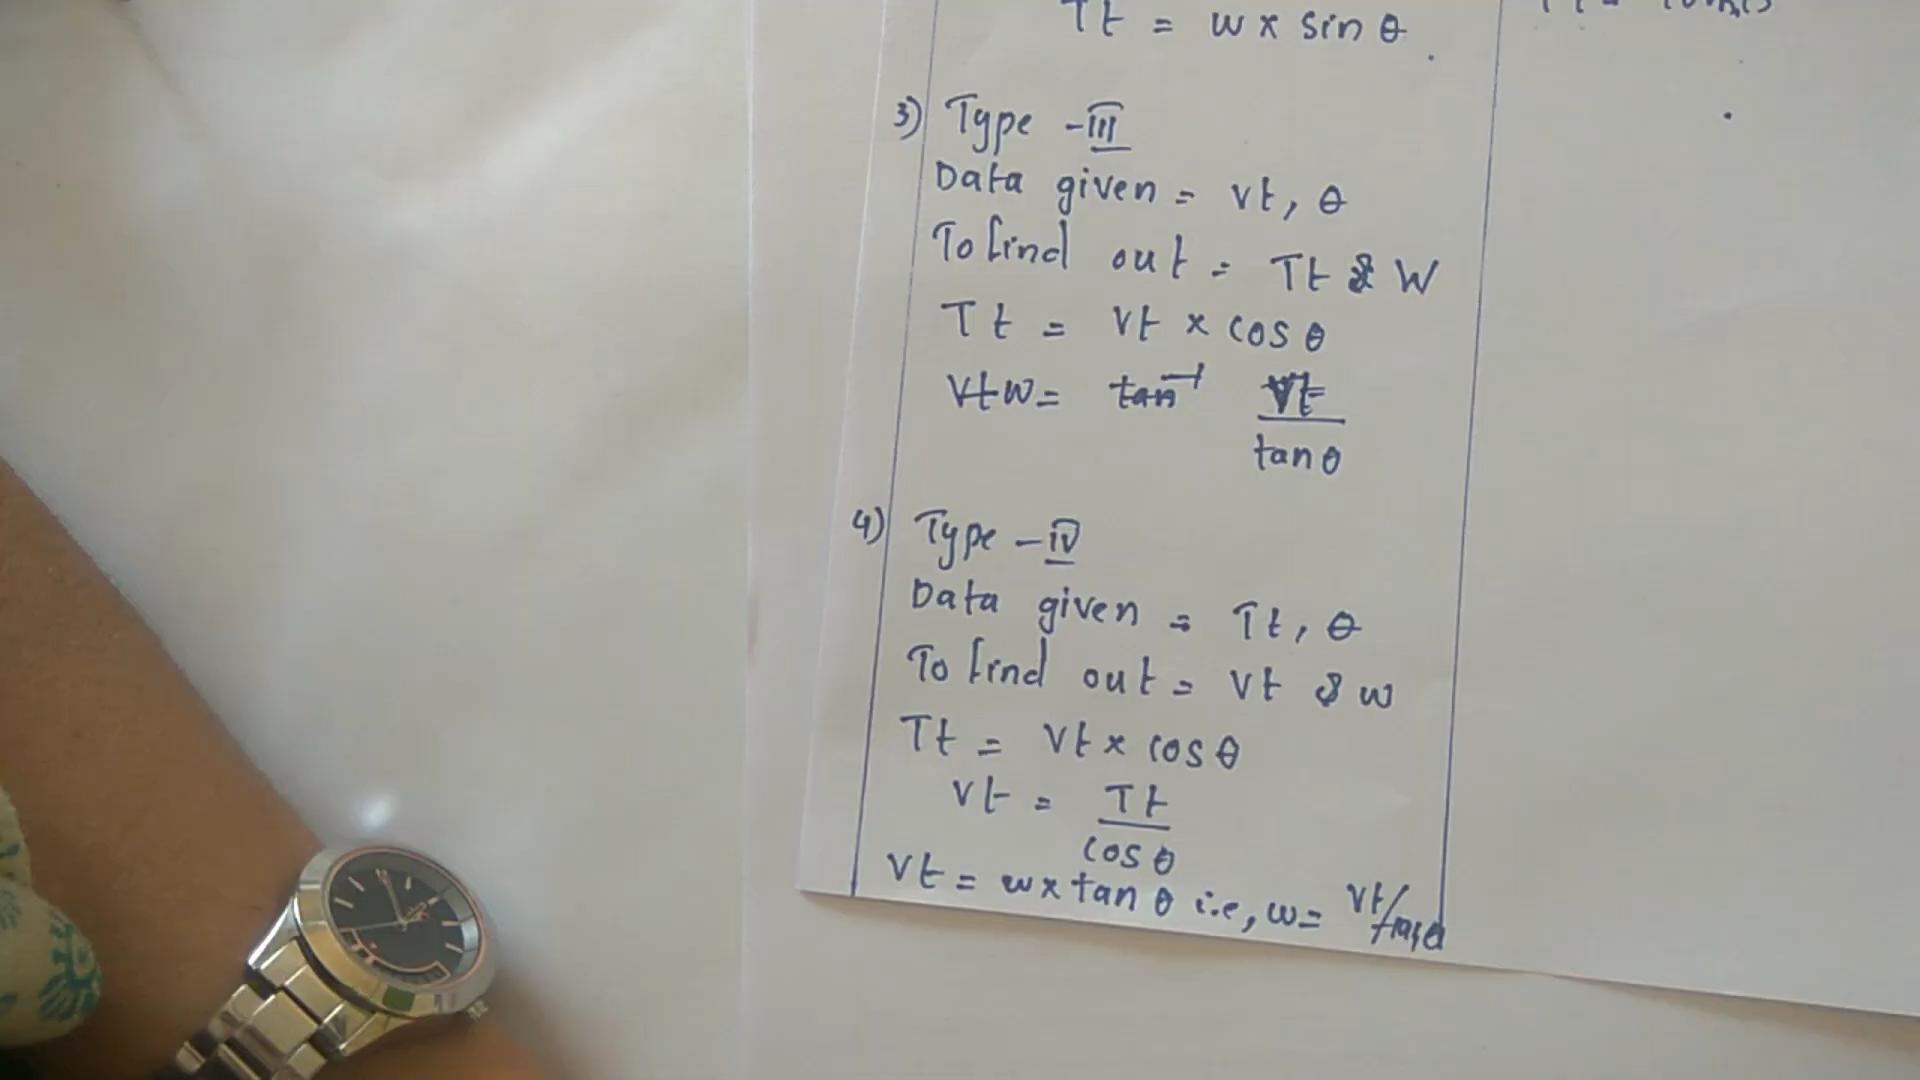 Tt = w x sin θ.
3) Type - III
Data given = Vt, θ
To find out = Tt & W
Tt = Vt x cos θ
VtW = tan⁻¹ Vt / tan θ
4) Type - IV
Data given = Tt, θ
To find out = Vt & w
Tt = Vt x cos θ
Vt = Tt / cos θ
Vt = w x tan θ i.e, w = Vt/tanθ